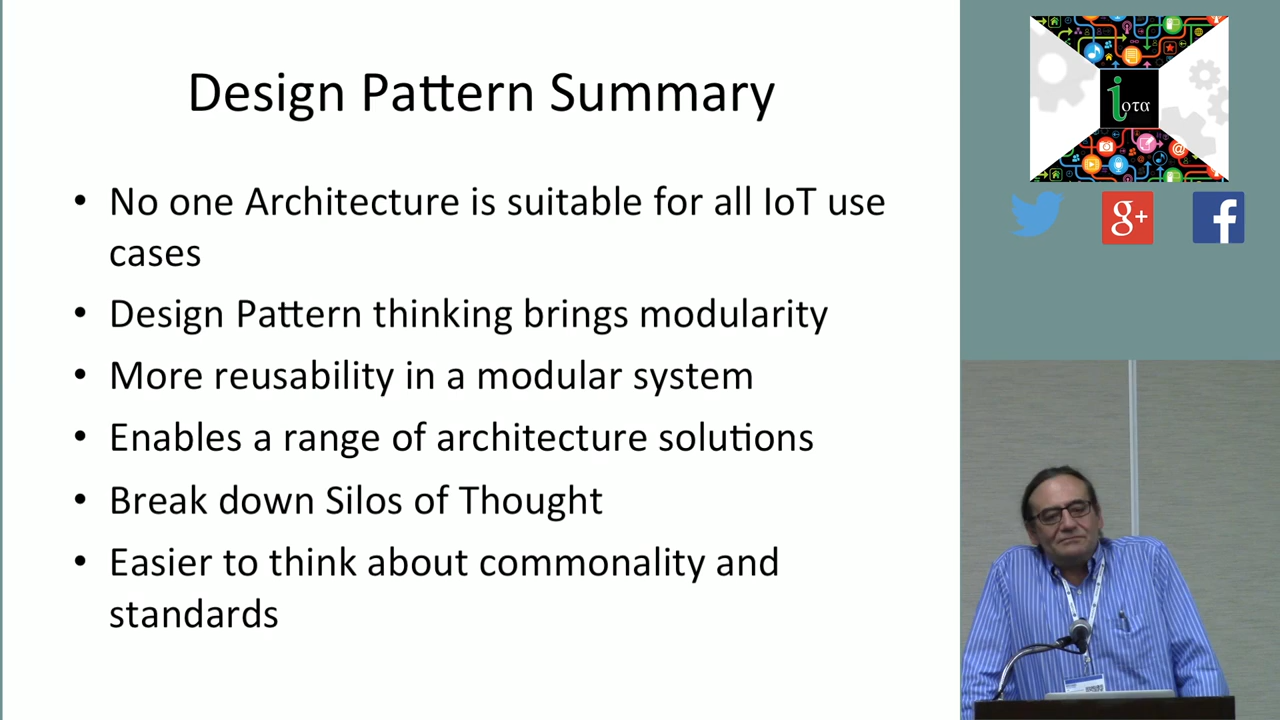 Design Pattern Summary
• No one Architecture is suitable for all IoT use
cases
• Design Pattern thinking brings modularity
• More reusability in a modular system
• Enables a range of architecture solutions
• Break down Silos of Thought
• Easier to think about commonality and
standards
iοτα
g+
f